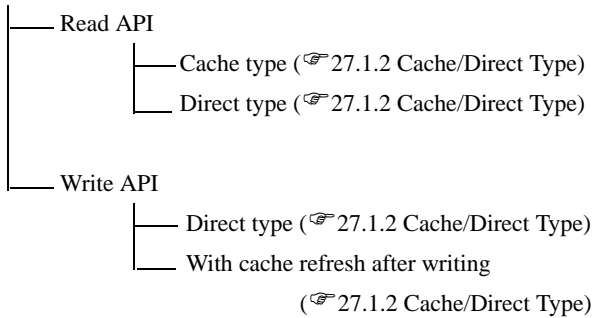 Read API
Cache type (☞27.1.2 Cache/Direct Type)
Direct type (☞27.1.2 Cache/Direct Type)
Write API
Direct type (☞27.1.2 Cache/Direct Type)
With cache refresh after writing
(☞27.1.2 Cache/Direct Type)